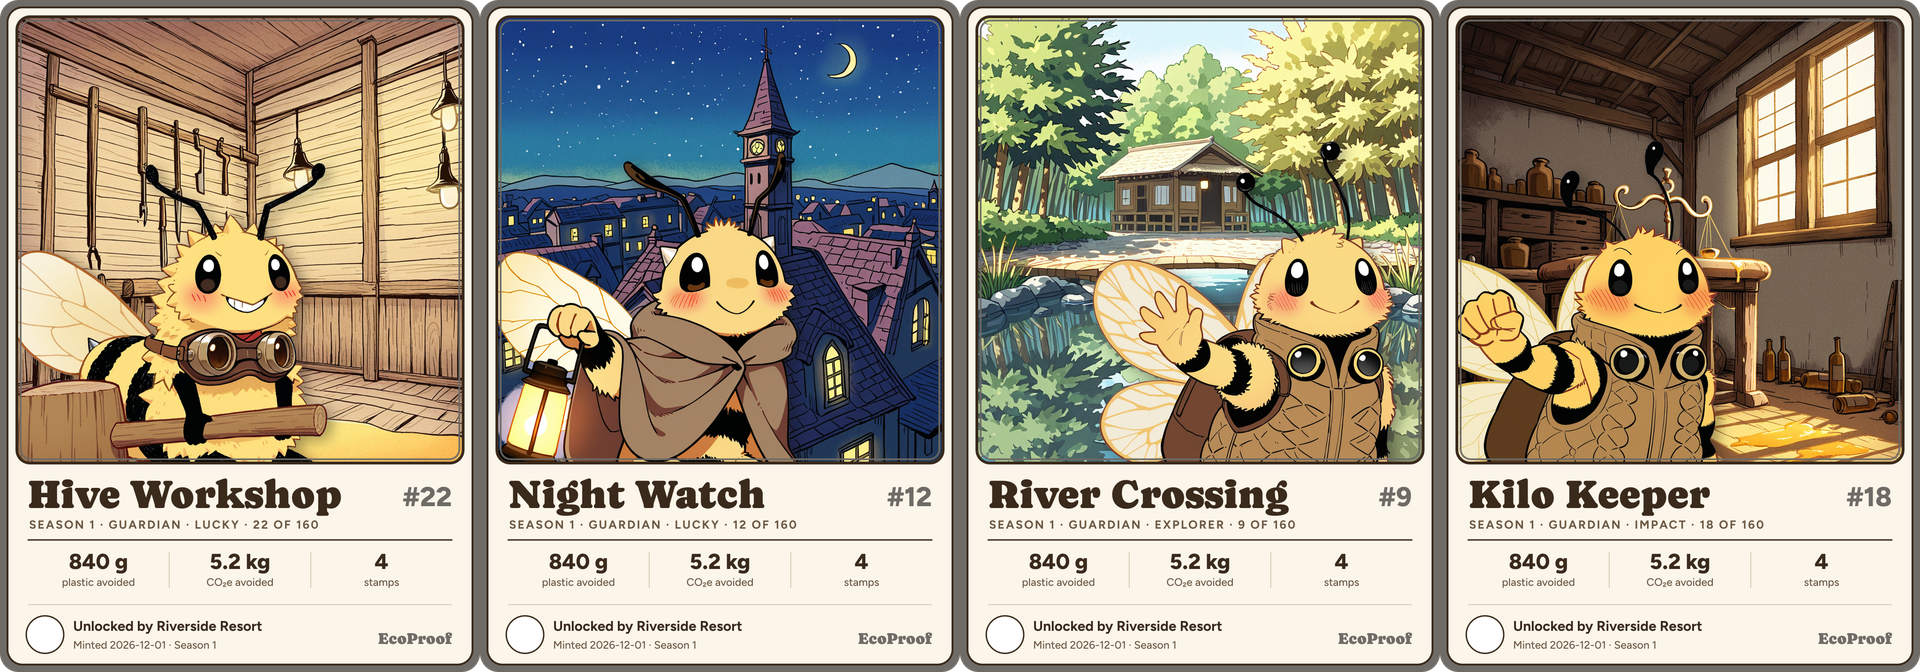 Hive Workshop #22
SEASON 1 · GUARDIAN · LUCKY · 22 OF 160
840 g 5.2 kg 4
plastic avoided CO₂e avoided stamps
Unlocked by Riverside Resort
Minted 2026-12-01 · Season 1
EcoProof
Night Watch #12
SEASON 1 · GUARDIAN · LUCKY · 12 OF 160
840 g 5.2 kg 4
plastic avoided CO₂e avoided stamps
Unlocked by Riverside Resort
Minted 2026-12-01 · Season 1
EcoProof
River Crossing #9
SEASON 1 · GUARDIAN · EXPLORER · 9 OF 160
840 g 5.2 kg 4
plastic avoided CO₂e avoided stamps
Unlocked by Riverside Resort
Minted 2026-12-01 · Season 1
EcoProof
Kilo Keeper #18
SEASON 1 · GUARDIAN · IMPACT · 18 OF 160
840 g 5.2 kg 4
plastic avoided CO₂e avoided stamps
Unlocked by Riverside Resort
Minted 2026-12-01 · Season 1
EcoProof